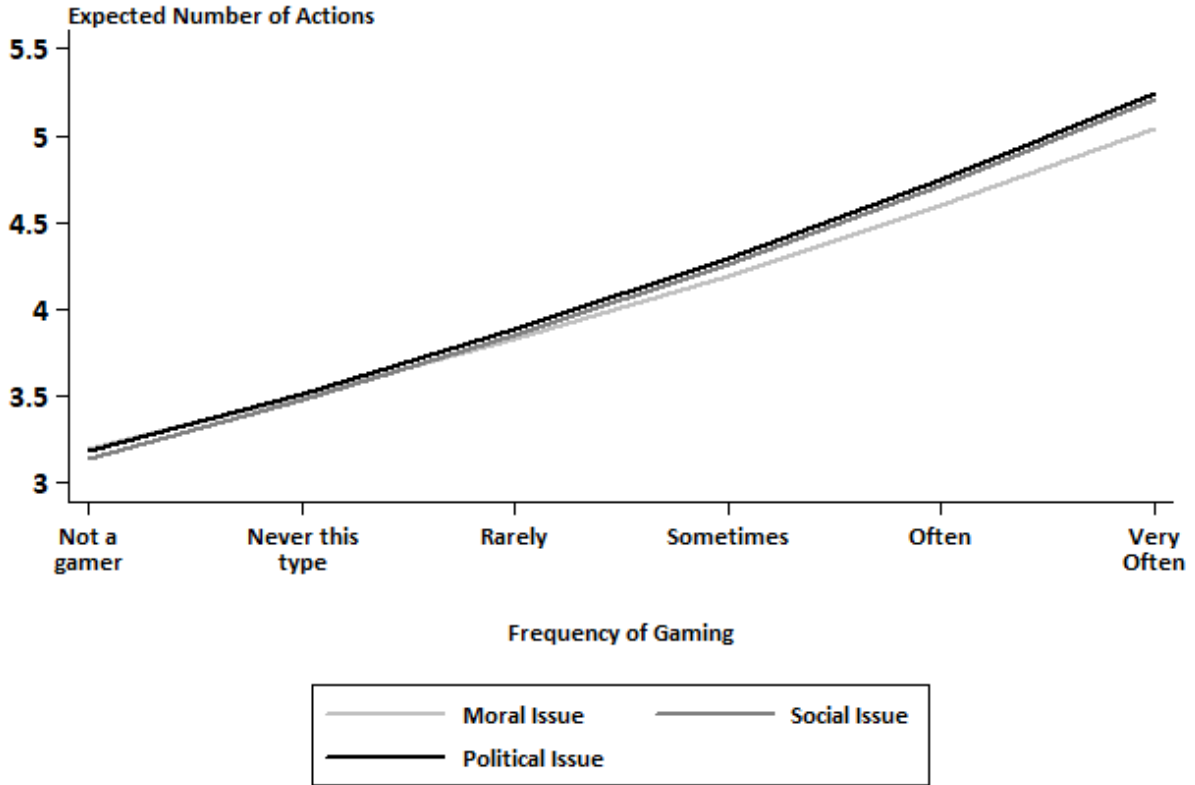 Expected Number of Actions
5.5
5
4.5
4
3.5
3
Not a
gamer
Never this
type
Rarely
Sometimes
Often
Very
Often
Frequency of Gaming
Moral Issue
Social Issue
Political Issue